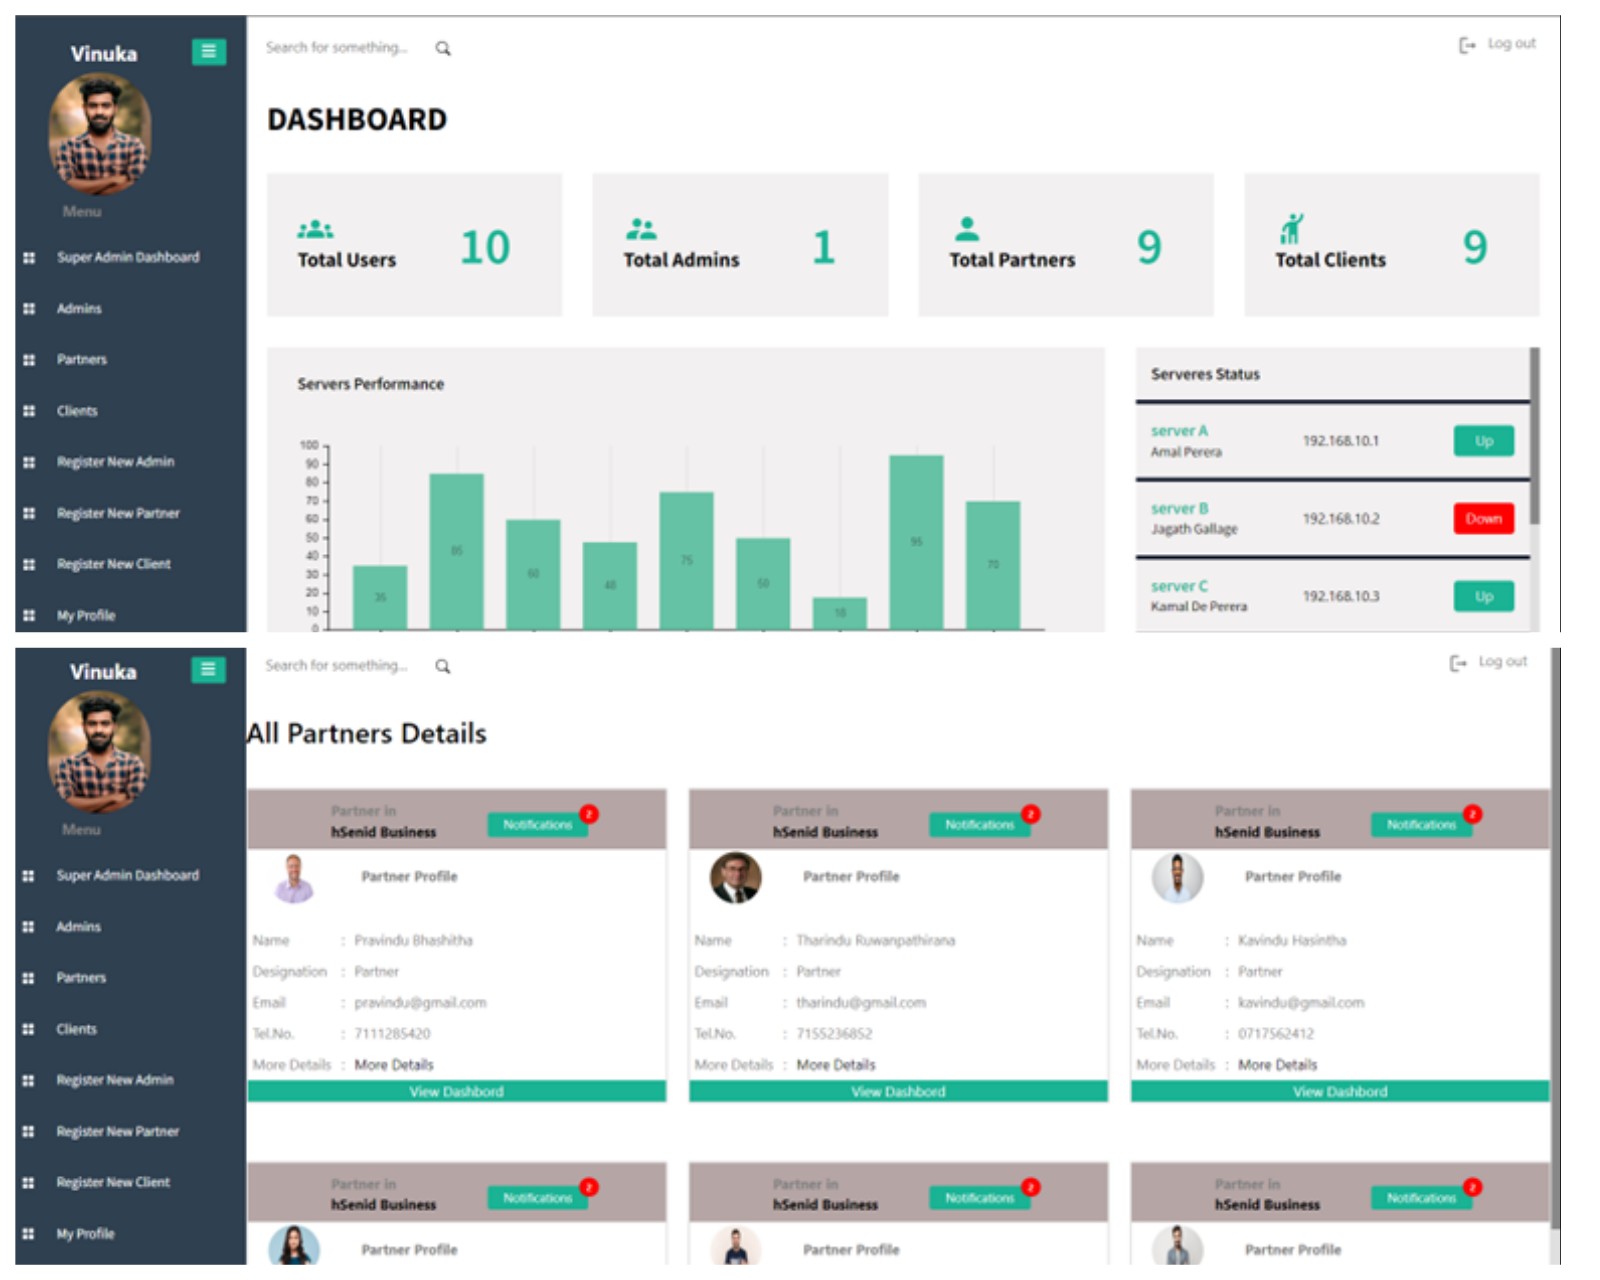 Vinuka
Search for something...
Log out
DASHBOARD
Menu
Super Admin Dashboard
Admins
Partners
Clients
Register New Admin
Register New Partner
Register New Client
My Profile
Total Users 10
Total Admins 1
Total Partners 9
Total Clients 9
Servers Performance
100
90
80
70
60
50
40
30
20
10
0
35 85 60 48 75 50 18 95 70
Serveres Status
server A
Amal Perera
192.168.10.1
Up
server B
Jagath Gallage
192.168.10.2
Down
server C
Kamal De Perera
192.168.10.3
Up
Vinuka
Search for something...
Log out
All Partners Details
Menu
Super Admin Dashboard
Admins
Partners
Clients
Register New Admin
Register New Partner
Register New Client
My Profile
Partner in
hSenid Business
Notifications 2
Partner Profile
Name : Pravindu Bhashitha
Designation : Partner
Email : pravindu@gmail.com
Tel.No. : 7111285420
More Details : More Details
View Dashbord
Partner in
hSenid Business
Notifications 2
Partner Profile
Name : Tharindu Ruwanpathirana
Designation : Partner
Email : tharindu@gmail.com
Tel.No. : 7155236852
More Details : More Details
View Dashbord
Partner in
hSenid Business
Notifications 2
Partner Profile
Name : Kavindu Hasintha
Designation : Partner
Email : kavindu@gmail.com
Tel.No. : 0717562412
More Details : More Details
View Dashbord
Partner in
hSenid Business
Notifications 2
Partner Profile
Partner in
hSenid Business
Notifications 2
Partner Profile
Partner in
hSenid Business
Notifications 2
Partner Profile